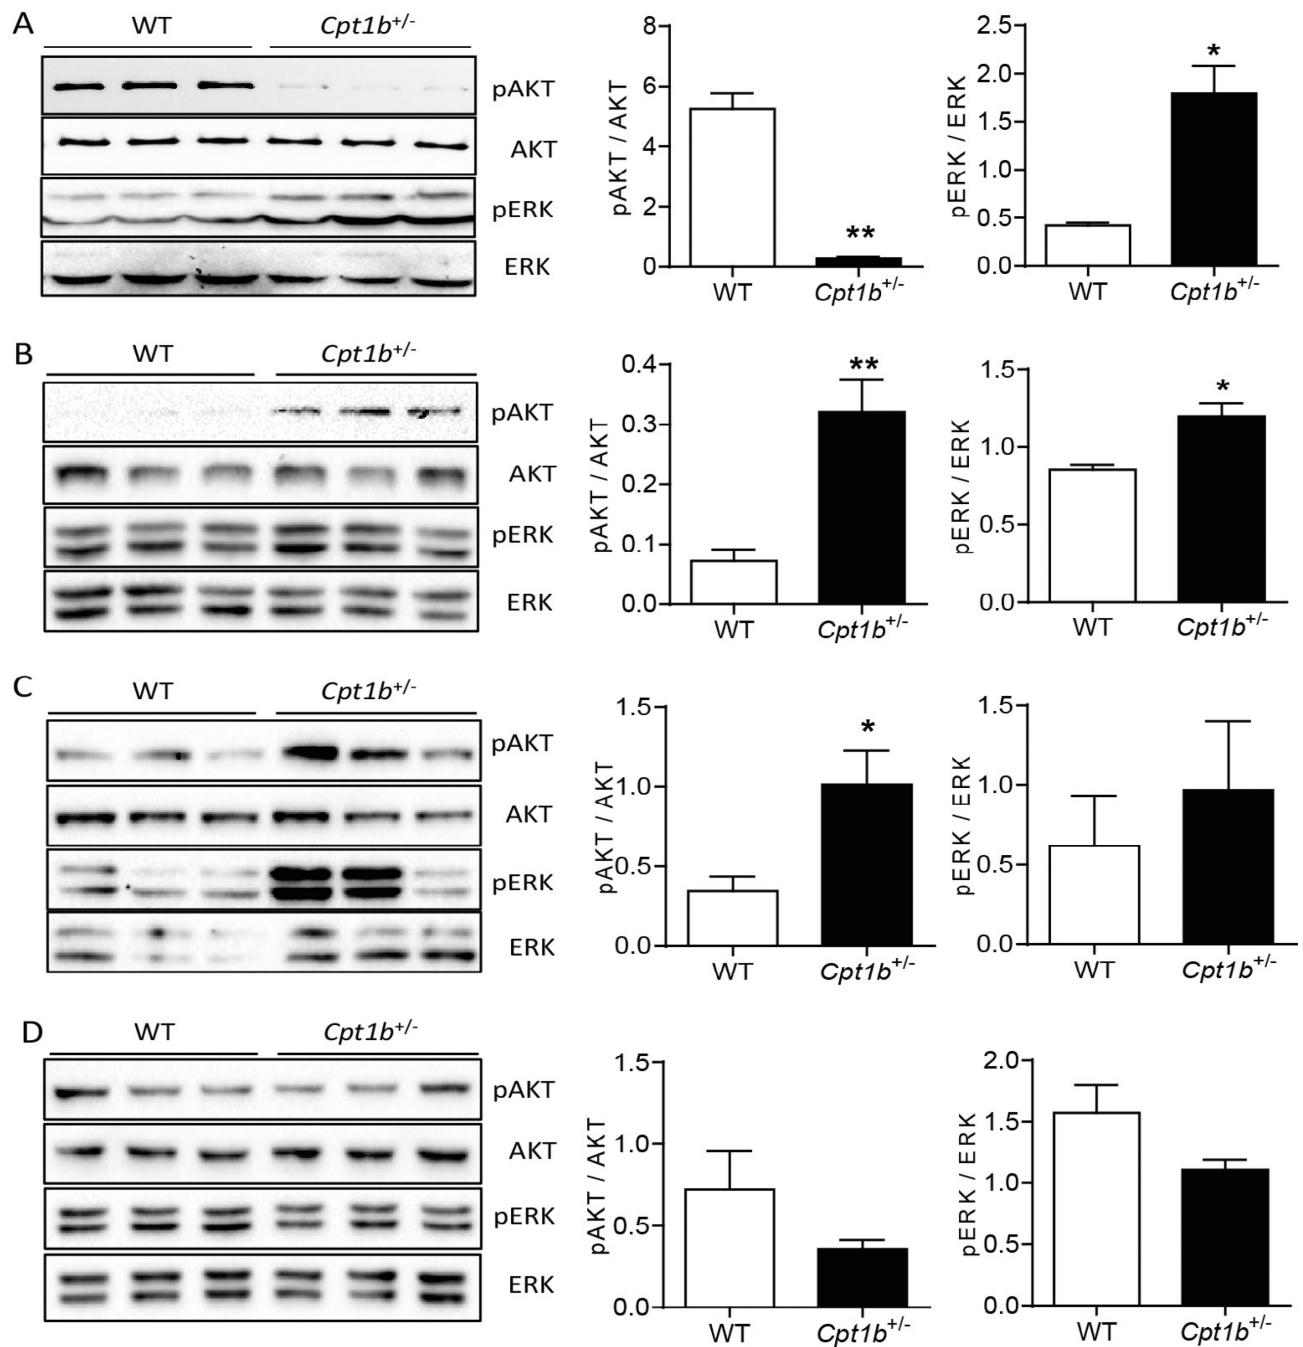 A
WT Cpt1b+/-
pAKT
AKT
pERK
ERK
pAKT / AKT
8
6
4
2
0
**
WT Cpt1b+/-
pERK / ERK
2.5
2.0
1.5
1.0
0.5
0.0
*
WT Cpt1b+/-
B
WT Cpt1b+/-
pAKT
AKT
pERK
ERK
pAKT / AKT
0.4
0.3
0.2
0.1
0.0
**
WT Cpt1b+/-
pERK / ERK
1.5
1.0
0.5
0.0
*
WT Cpt1b+/-
C
WT Cpt1b+/-
pAKT
AKT
pERK
ERK
pAKT / AKT
1.5
1.0
0.5
0.0
*
WT Cpt1b+/-
pERK / ERK
1.5
1.0
0.5
0.0
WT Cpt1b+/-
D
WT Cpt1b+/-
pAKT
AKT
pERK
ERK
pAKT / AKT
1.5
1.0
0.5
0.0
WT Cpt1b+/-
pERK / ERK
2.0
1.5
1.0
0.5
0.0
WT Cpt1b+/-